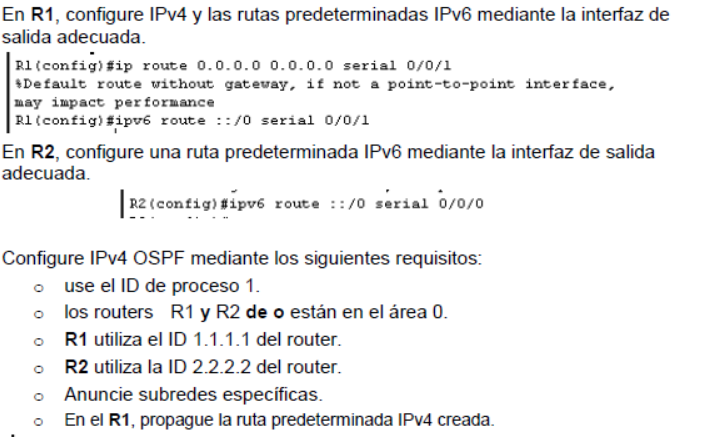 En R1, configure IPv4 y las rutas predeterminadas IPv6 mediante la interfaz de
salida adecuada.
R1(config)#ip route 0.0.0.0 0.0.0.0 serial 0/0/1
%Default route without gateway, if not a point-to-point interface,
may impact performance
R1(config)#ipv6 route ::/0 serial 0/0/1
En R2, configure una ruta predeterminada IPv6 mediante la interfaz de salida
adecuada.
R2(config)#ipv6 route ::/0 serial 0/0/0
Configure IPv4 OSPF mediante los siguientes requisitos:
o use el ID de proceso 1.
o los routers R1 y R2 de o están en el área 0.
o R1 utiliza el ID 1.1.1.1 del router.
o R2 utiliza la ID 2.2.2.2 del router.
o Anuncie subredes específicas.
o En el R1, propague la ruta predeterminada IPv4 creada.